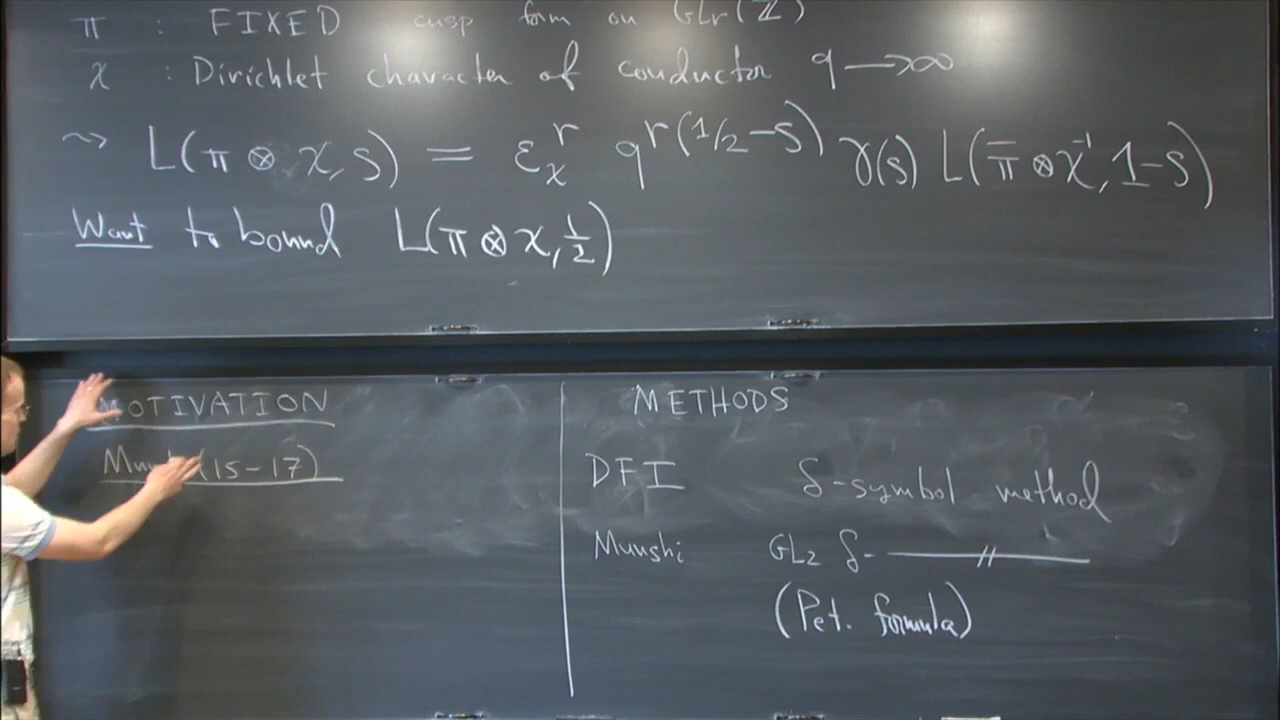 π : FIXED cusp form on GLr(ℤ)
χ : Dirichlet character of conductor q ⟶∞
⇝ L(π ⊗ χ, s) = ε_χ^r q^{r(1/2-s)} γ(s) L(π̄ ⊗ χ^{-1}, 1-s)
Want to bound L(π ⊗ χ, 1/2)
MOTIVATION
(15-17)
METHODS
DFI δ-symbol method
Munshi GL2 δ- —//—
(Pet. formula)